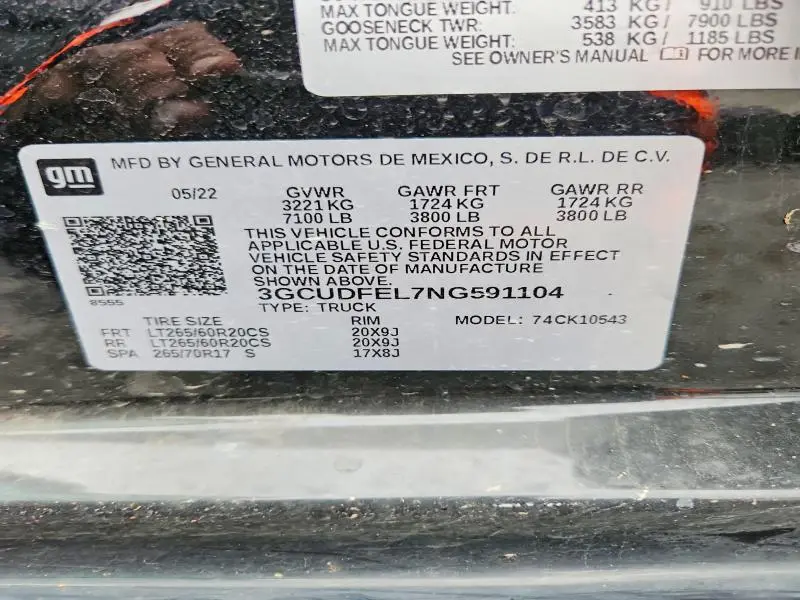 MAX TONGUE WEIGHT: 413 KG / 910 LBS
GOOSENECK TWR: 3583 KG / 7900 LBS
MAX TONGUE WEIGHT: 538 KG / 1185 LBS
SEE OWNER'S MANUAL FOR MORE
gm
MFD BY GENERAL MOTORS DE MEXICO, S. DE R.L. DE C.V.
05/22 GVWR GAWR FRT GAWR RR
3221 KG 1724 KG 1724 KG
7100 LB 3800 LB 3800 LB
THIS VEHICLE CONFORMS TO ALL
APPLICABLE U.S. FEDERAL MOTOR
VEHICLE SAFETY STANDARDS IN EFFECT
ON THE DATE OF MANUFACTURE
SHOWN ABOVE.
8555
3GCUDFEL7NG591104
TYPE: TRUCK
TIRE SIZE RIM MODEL: 74CK10543
FRT LT265/60R20CS 20X9J
RR LT265/60R20CS 20X9J
SPA 265/70R17 S 17X8J